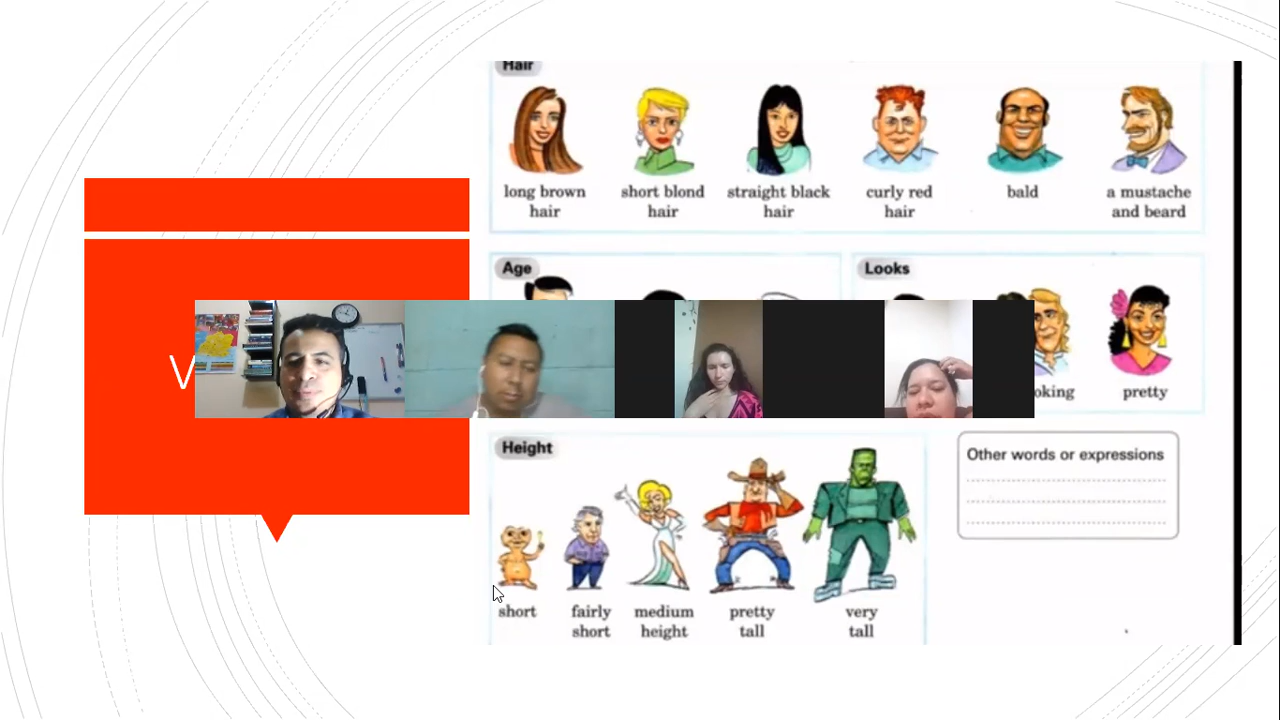 Hair
long brown
hair
short blond
hair
straight black
hair
curly red
hair
bald
a mustache
and beard
Age
Looks
pretty
Height
short
fairly
short
medium
height
pretty
tall
very
tall
Other words or expressions